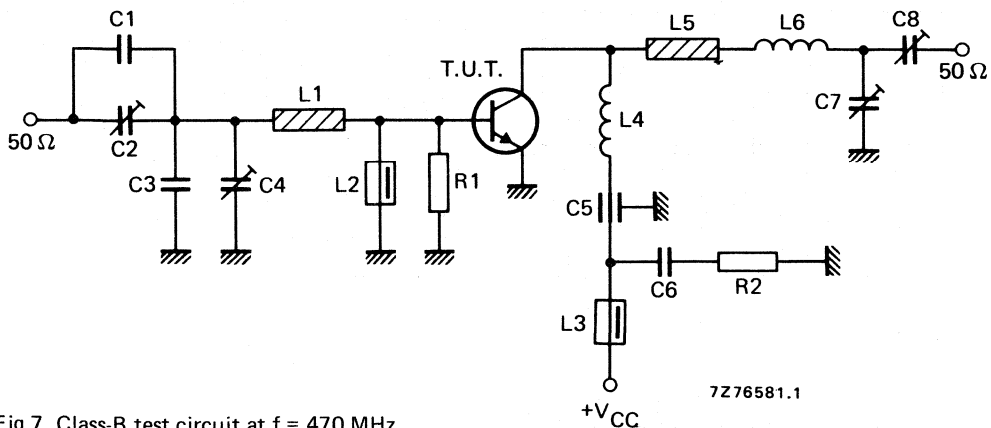 C1
C2
50 Ω
C3
C4
L1
L2
R1
T.U.T.
L4
L5
L6
C8
50 Ω
C7
C5
C6
R2
L3
+VCC
7Z76581.1
Fig.7 Class-B test circuit at f = 470 MHz